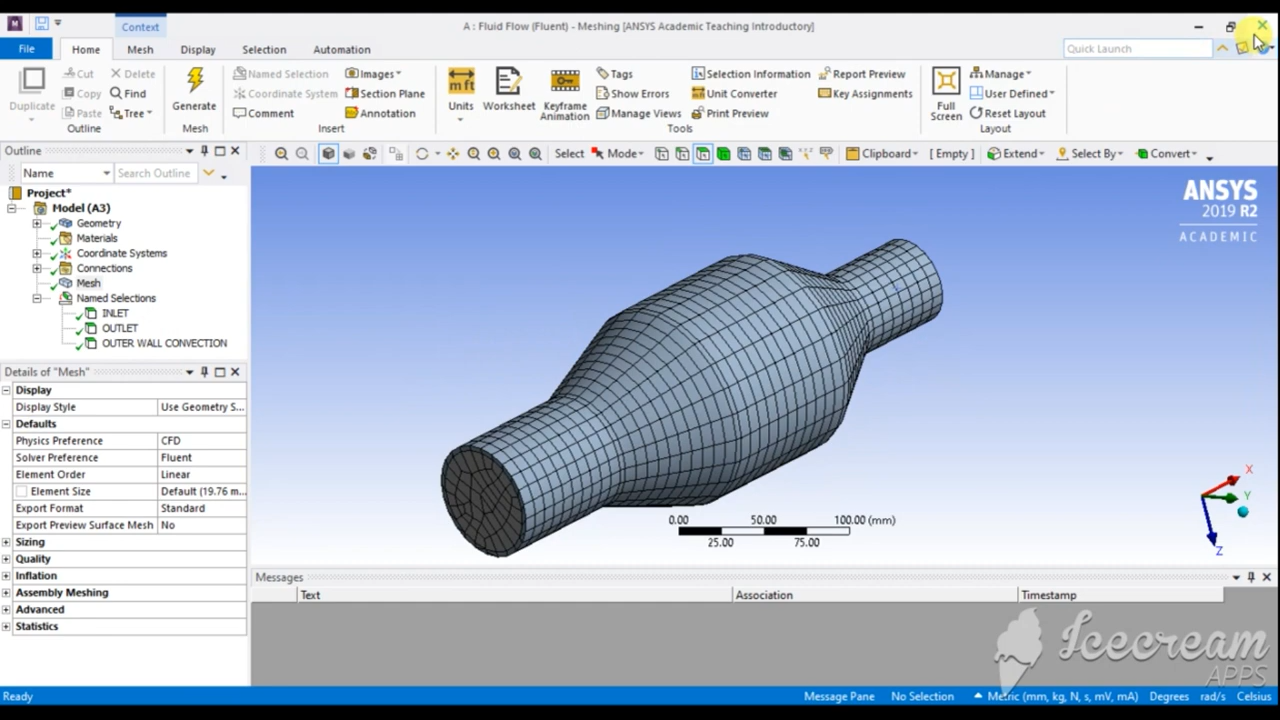 Context
A : Fluid Flow (Fluent) - Meshing [ANSYS Academic Teaching Introductory]
File Home Mesh Display Selection Automation
Quick Launch
Duplicate
Cut
Copy
Paste
Delete
Find
Tree
Outline
Generate
Mesh
Named Selection
Coordinate System
Comment
Images
Section Plane
Annotation
Insert
Units
Worksheet
Keyframe
Animation
Tags
Show Errors
Manage Views
Selection Information
Unit Converter
Print Preview
Report Preview
Key Assignments
Tools
Full
Screen
Manage
User Defined
Reset Layout
Layout
Outline
Select Mode Clipboard [ Empty ] Extend Select By Convert
Name Search Outline
Project*
Model (A3)
Geometry
Materials
Coordinate Systems
Connections
Mesh
Named Selections
INLET
OUTLET
OUTER WALL CONVECTION
Details of "Mesh"
Display
Display Style Use Geometry S...
Defaults
Physics Preference CFD
Solver Preference Fluent
Element Order Linear
Element Size Default (19.76 m...
Export Format Standard
Export Preview Surface Mesh No
Sizing
Quality
Inflation
Assembly Meshing
Advanced
Statistics
ANSYS
2019 R2
ACADEMIC
0.00 50.00 100.00 (mm)
25.00 75.00
X
Y
Z
Messages
Text Association Timestamp
Icecream
APPS
Ready Message Pane No Selection Metric (mm, kg, N, s, mV, mA) Degrees rad/s Celsius